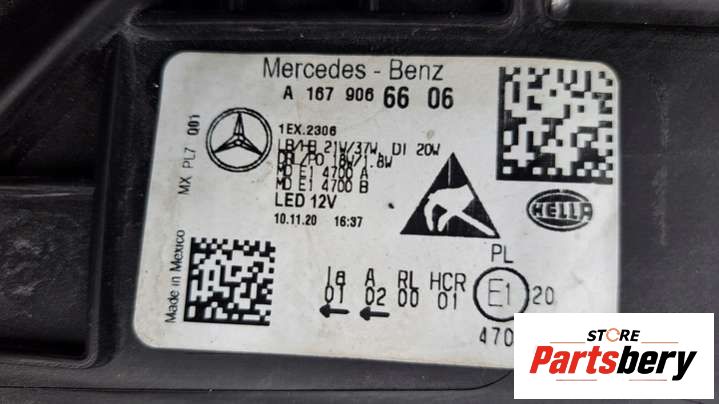 Mercedes - Benz
A 167 906 66 06
1EX.2306
LB/HB 21W/37W, DI 20W
DRL/PO 18W/1.8W
MD E1 4700 A
MD E1 4700 B
LED 12V
10.11.20 16:37
MX PL7 001
Made in Mexico
HELLA
PL
Ia A RL HCR
01 02 00 01 E1 20
470
STORE
Partsbery